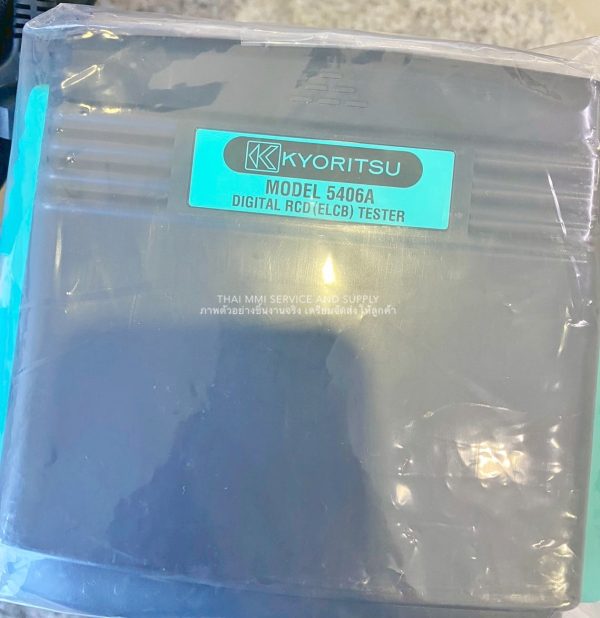 KYORITSU
MODEL 5406A
DIGITAL RCD (ELCB) TESTER
THAI MMI SERVICE AND SUPPLY
ภาพตัวอย่างชิ้นงานจริง เตรียมจัดส่งให้ลูกค้า